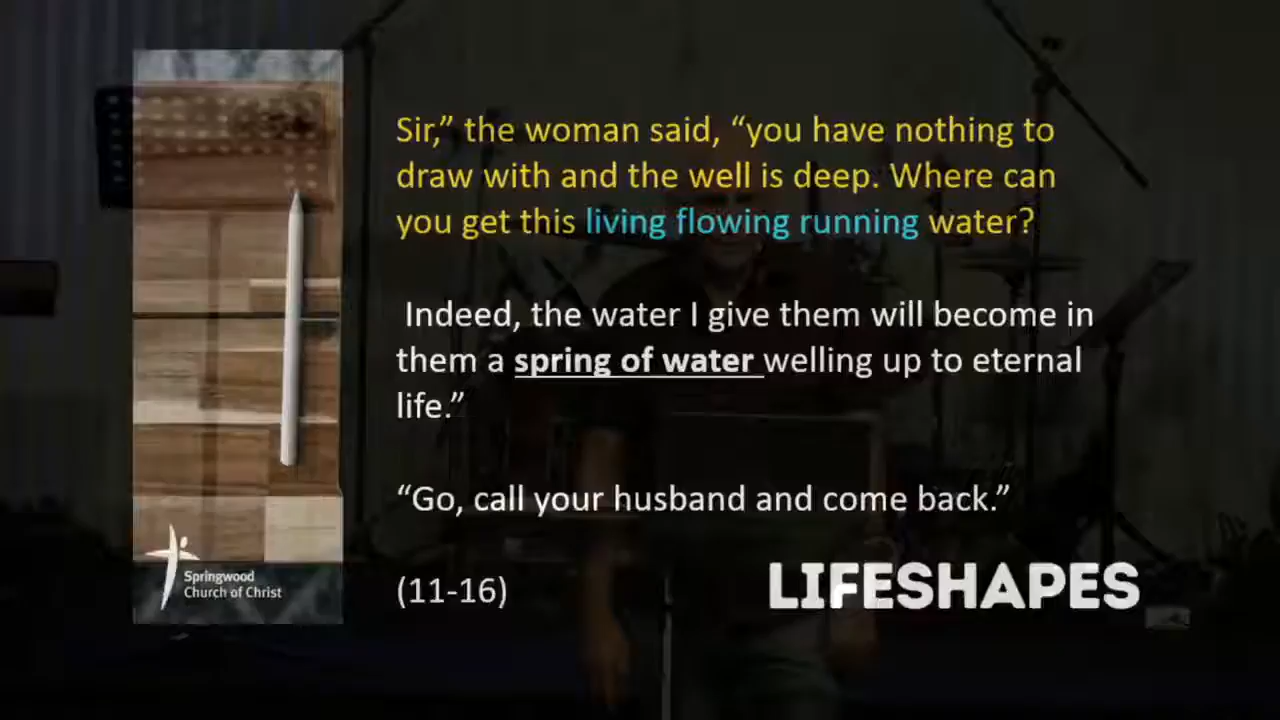 Sir,” the woman said, “you have nothing to
draw with and the well is deep. Where can
you get this living flowing running water?
Indeed, the water I give them will become in
them a spring of water welling up to eternal
life.”
“Go, call your husband and come back.”
(11-16)
LIFESHAPES
Springwood
Church of Christ